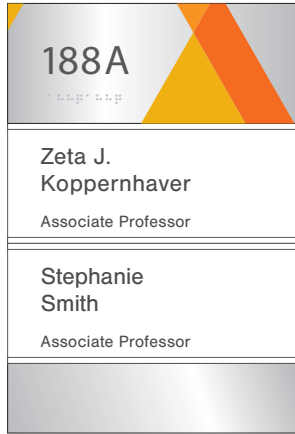 188A
Zeta J.
Koppernhaver
Associate Professor
Stephanie
Smith
Associate Professor